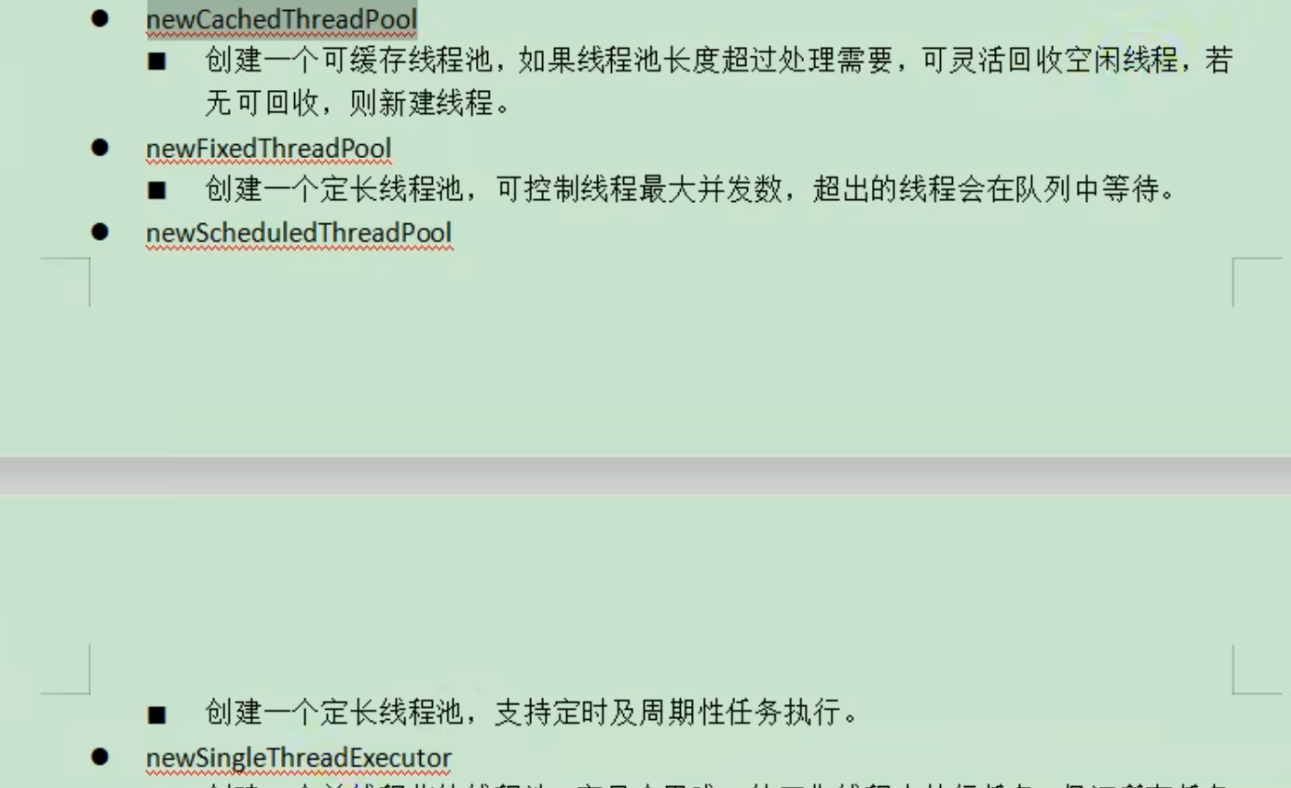 ● newCachedThreadPool
■ 创建一个可缓存线程池，如果线程池长度超过处理需要，可灵活回收空闲线程，若
无可回收，则新建线程。
● newFixedThreadPool
■ 创建一个定长线程池，可控制线程最大并发数，超出的线程会在队列中等待。
● newScheduledThreadPool
■ 创建一个定长线程池，支持定时及周期性任务执行。
● newSingleThreadExecutor